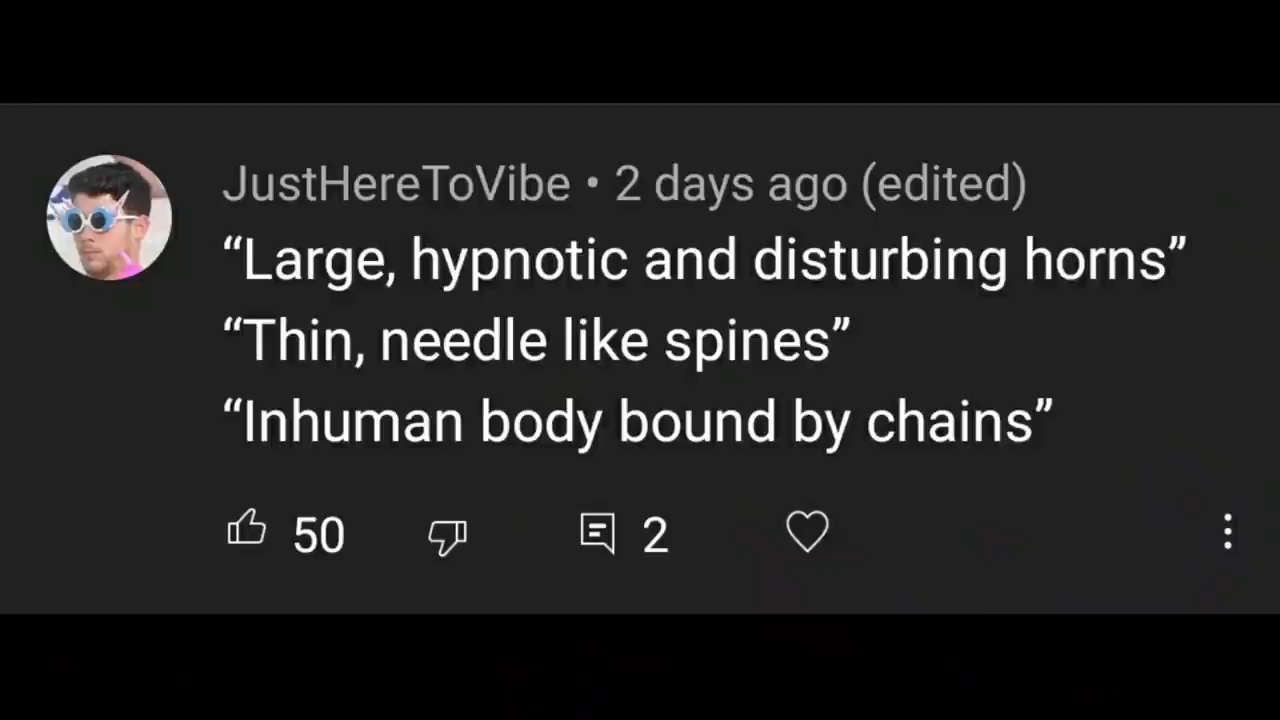 JustHereToVibe • 2 days ago (edited)
“Large, hypnotic and disturbing horns”
“Thin, needle like spines”
“Inhuman body bound by chains”
50 2